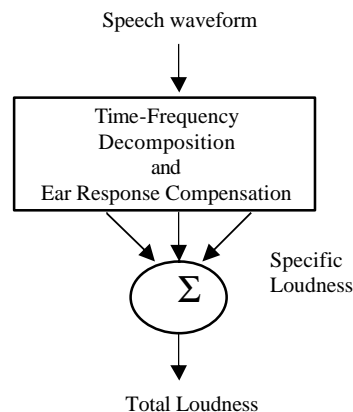 Speech waveform
Time-Frequency
Decomposition
and
Ear Response Compensation
Σ
Specific
Loudness
Total Loudness